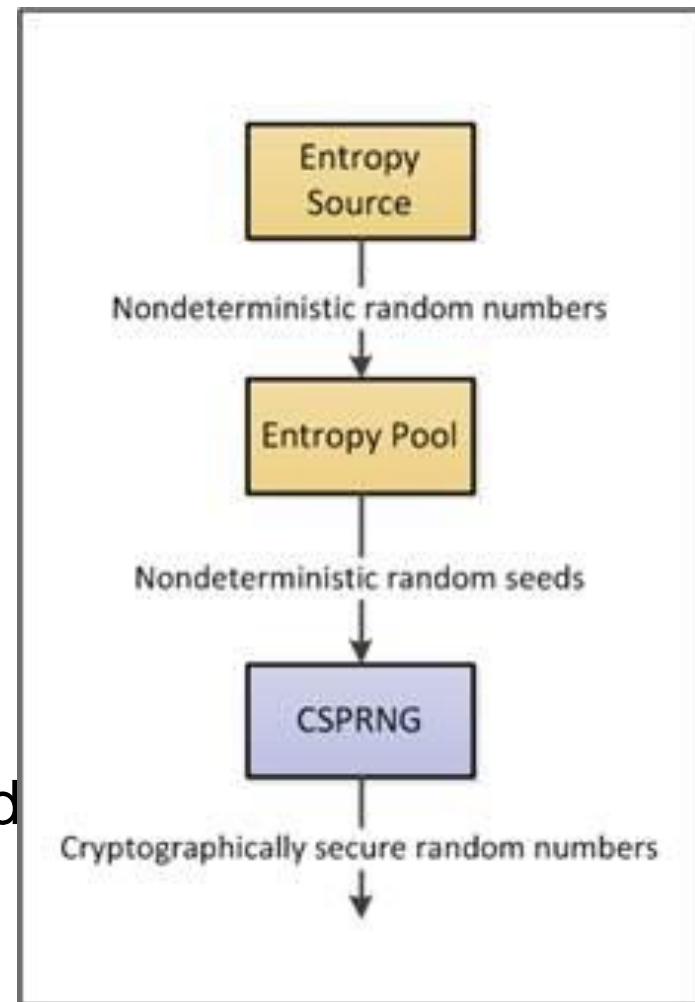 Entropy
Source
Nondeterministic random numbers
Entropy Pool
Nondeterministic random seeds
CSPRNG
d
Cryptographically secure random numbers